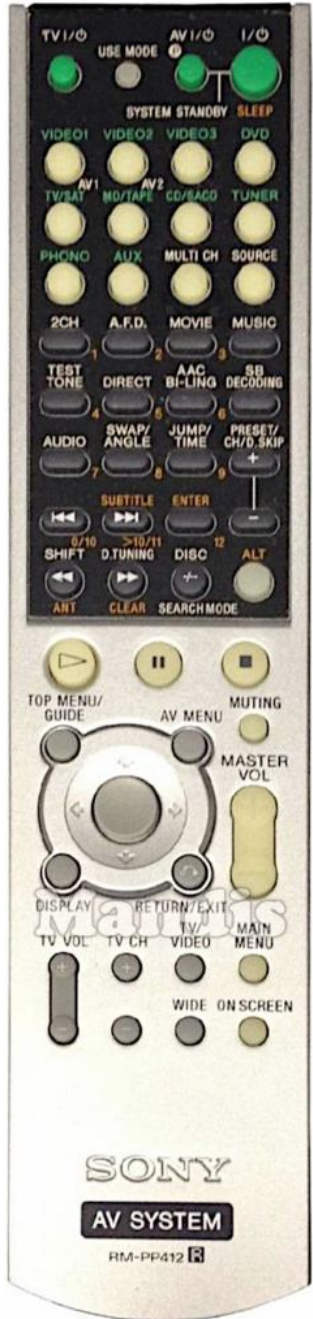 TV I/⏻ AV I/⏻ I/⏻
USE MODE P
SYSTEM STANDBY SLEEP
VIDEO1 VIDEO2 VIDEO3 DVD
AV1 AV2
TV/SAT MD/TAPE CD/SACD TUNER
PHONO AUX MULTI CH SOURCE
2CH A.F.D. MOVIE MUSIC
1 2 3
TEST TONE DIRECT AAC BI-LING SB DECODING
4 5 6
AUDIO SWAP/ANGLE JUMP/TIME PRESET/CH/D.SKIP
7 8 9 +
SUBTITLE ENTER
−
0/10 >10/11 12
SHIFT D.TUNING DISC ALT
-/--
ANT CLEAR SEARCH MODE
TOP MENU/
GUIDE AV MENU MUTING
MASTER
VOL
DISPLAY RETURN/EXIT
Mandis
TV VOL TV CH TV/VIDEO MAIN MENU
+ +
− − WIDE ON SCREEN
SONY
AV SYSTEM
RM-PP412 R